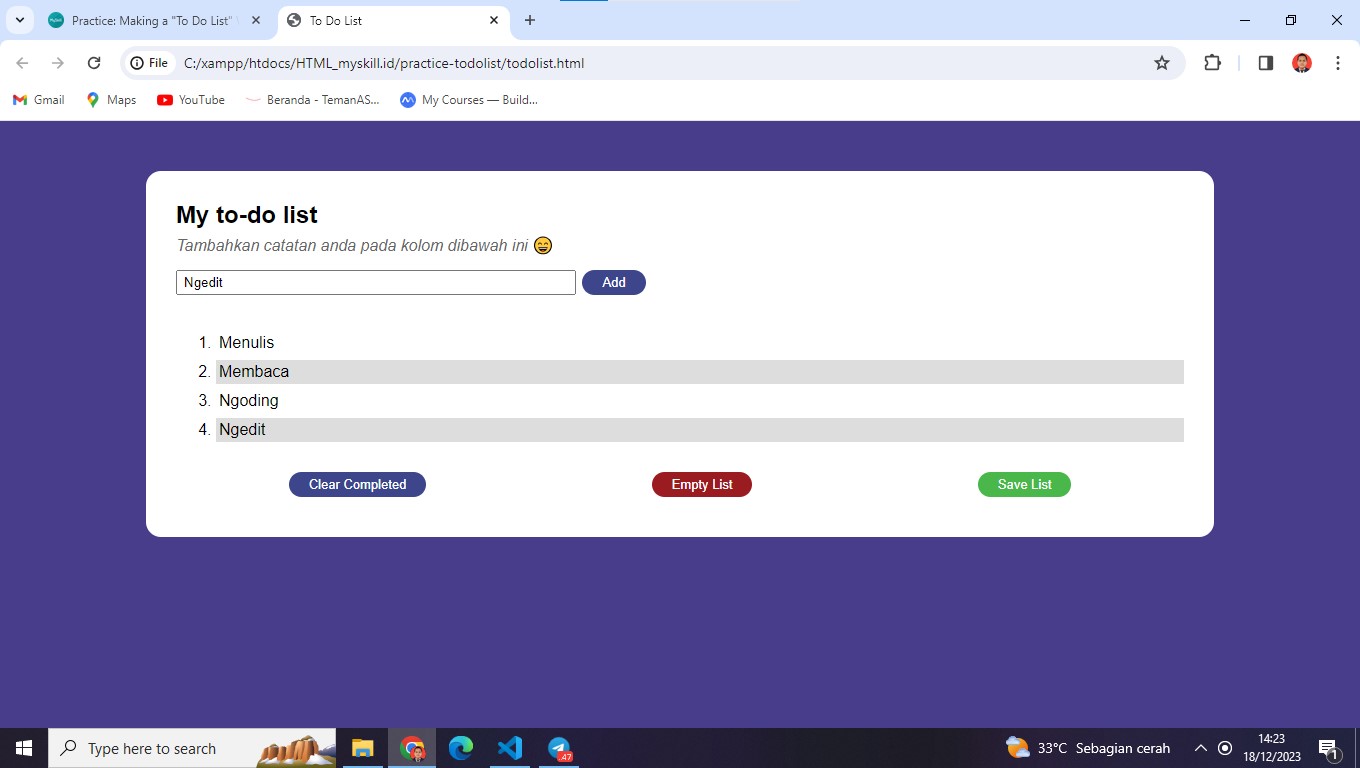 Practice: Making a "To Do List"
To Do List
File
C:/xampp/htdocs/HTML_myskill.id/practice-todolist/todolist.html
Gmail
Maps
YouTube
Beranda - TemanAS...
My Courses — Build...
My to-do list
Tambahkan catatan anda pada kolom dibawah ini 😄
Ngedit
Add
1. Menulis
2. Membaca
3. Ngoding
4. Ngedit
Clear Completed
Empty List
Save List
Type here to search
.47
33°C Sebagian cerah
14:23
18/12/2023
1